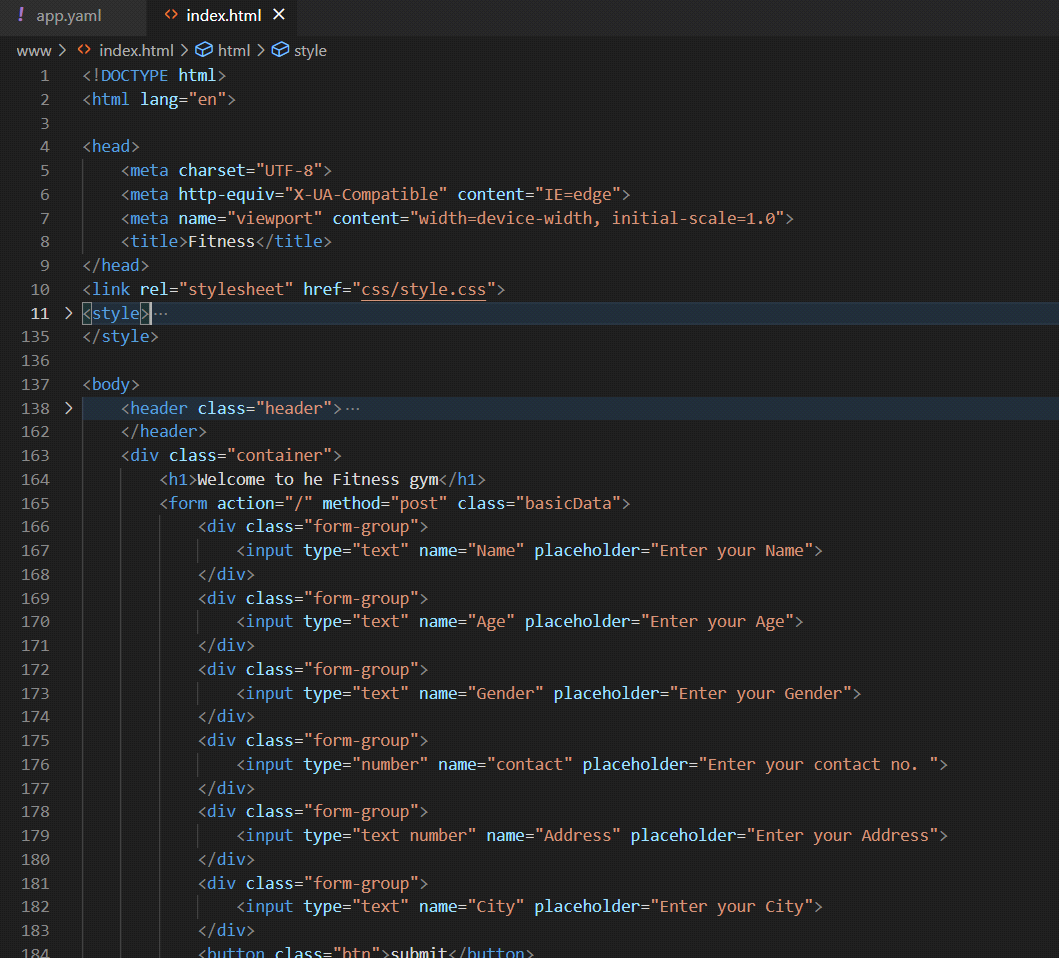 ! app.yaml <> index.html ×
www > <> index.html > html > style
1 <!DOCTYPE html>
2 <html lang="en">
3
4 <head>
5     <meta charset="UTF-8">
6     <meta http-equiv="X-UA-Compatible" content="IE=edge">
7     <meta name="viewport" content="width=device-width, initial-scale=1.0">
8     <title>Fitness</title>
9 </head>
10 <link rel="stylesheet" href="css/style.css">
11 > <style>···
135 </style>
136
137 <body>
138 >     <header class="header">···
162     </header>
163     <div class="container">
164         <h1>Welcome to he Fitness gym</h1>
165         <form action="/" method="post" class="basicData">
166             <div class="form-group">
167                 <input type="text" name="Name" placeholder="Enter your Name">
168             </div>
169             <div class="form-group">
170                 <input type="text" name="Age" placeholder="Enter your Age">
171             </div>
172             <div class="form-group">
173                 <input type="text" name="Gender" placeholder="Enter your Gender">
174             </div>
175             <div class="form-group">
176                 <input type="number" name="contact" placeholder="Enter your contact no. ">
177             </div>
178             <div class="form-group">
179                 <input type="text number" name="Address" placeholder="Enter your Address">
180             </div>
181             <div class="form-group">
182                 <input type="text" name="City" placeholder="Enter your City">
183             </div>
184             <button class="btn">submit</button>